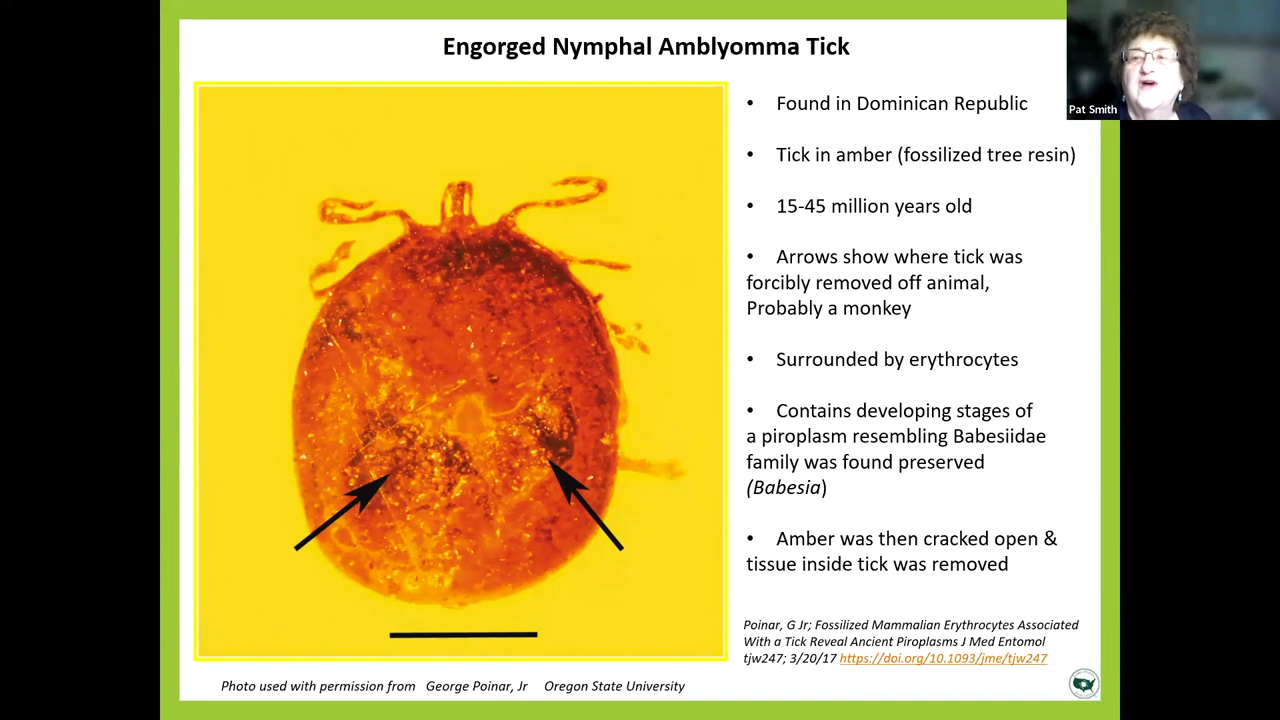 Engorged Nymphal Amblyomma Tick
Pat Smith
• Found in Dominican Republic
• Tick in amber (fossilized tree resin)
• 15-45 million years old
• Arrows show where tick was
forcibly removed off animal,
Probably a monkey
• Surrounded by erythrocytes
• Contains developing stages of
a piroplasm resembling Babesiidae
family was found preserved
(Babesia)
• Amber was then cracked open &
tissue inside tick was removed
Poinar, G Jr; Fossilized Mammalian Erythrocytes Associated
With a Tick Reveal Ancient Piroplasms J Med Entomol
tjw247; 3/20/17 https://doi.org/10.1093/jme/tjw247
Photo used with permission from George Poinar, Jr Oregon State University